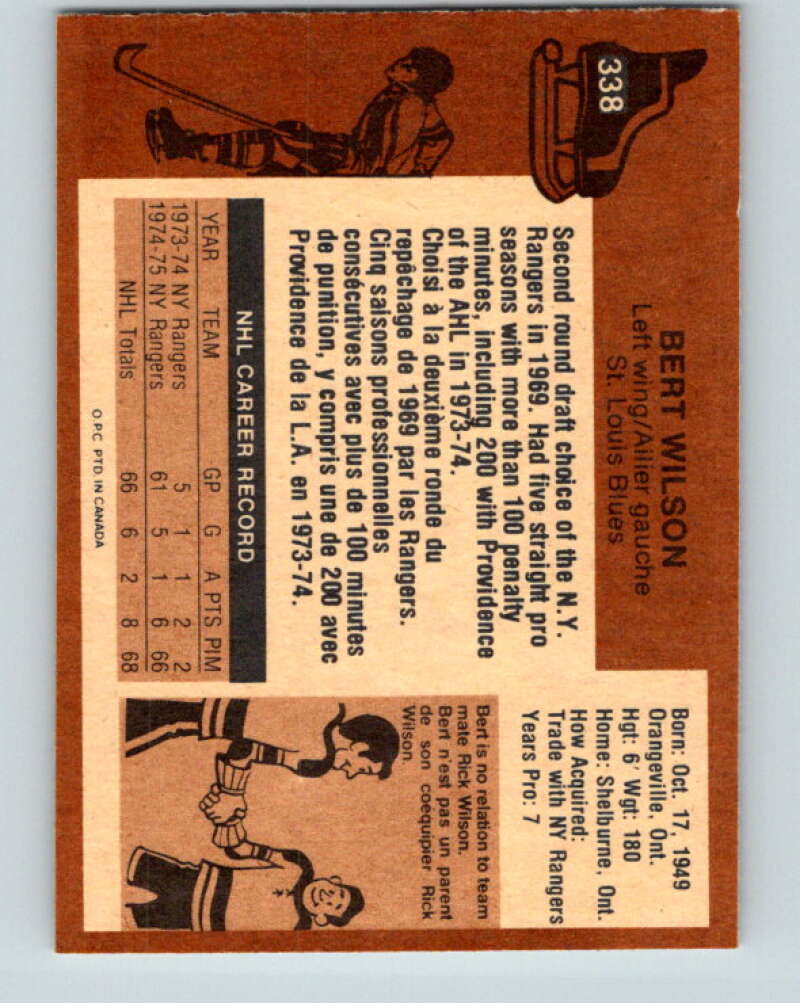 338
BERT WILSON
Left wing/Ailier gauche
St. Louis Blues
Born: Oct. 17, 1949
Orangeville, Ont.
Hgt: 6' Wgt: 180
Home: Shelburne, Ont.
How Acquired:
Trade with NY Rangers
Years Pro: 7
Second round draft choice of the N.Y.
Rangers in 1969. Had five straight pro
seasons with more than 100 penalty
minutes, including 200 with Providence
of the AHL in 1973-74.
Choisi à la deuxième ronde du
repêchage de 1969 par les Rangers.
Cinq saisons professionnelles
consécutives avec plus de 100 minutes
de punition, y compris une de 200 avec
Providence de la L.A. en 1973-74.
Bert is no relation to team
mate Rick Wilson.
Bert n'est pas un parent
de son coequipier Rick
Wilson.
NHL CAREER RECORD
YEAR TEAM GP G A PTS PIM
1973-74 NY Rangers 5 1 1 2 2
1974-75 NY Rangers 61 5 1 6 66
NHL Totals 66 6 2 8 68
O.P.C. PTD. IN CANADA